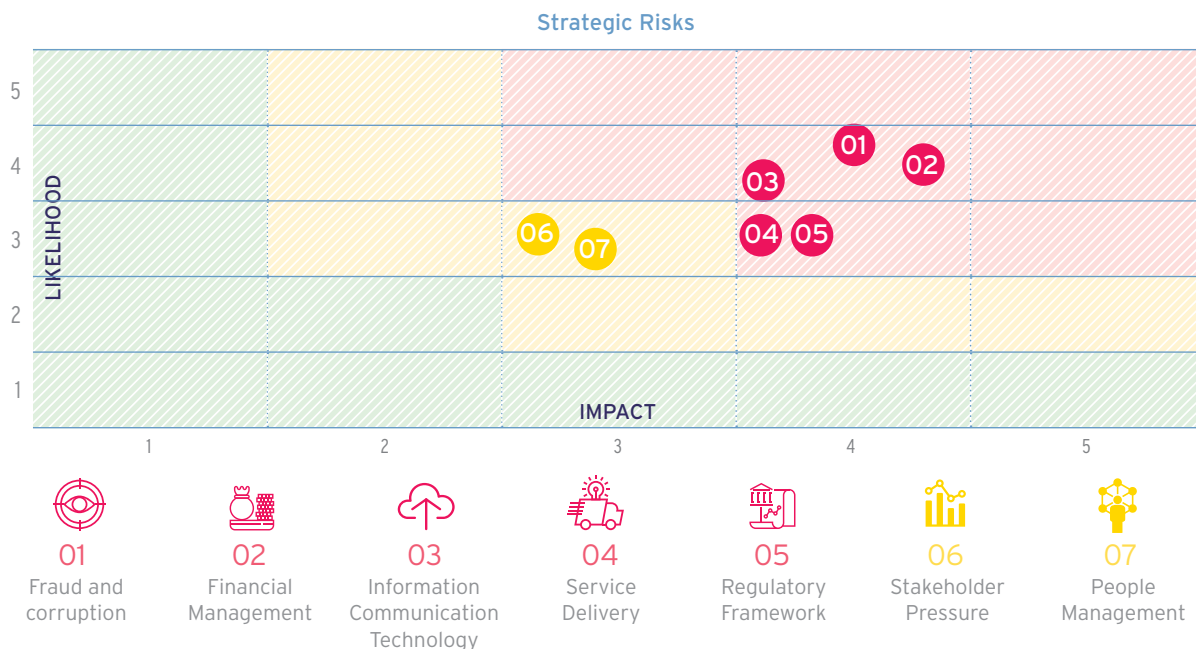 Strategic Risks
5
4
3
2
1
LIKELIHOOD
01
02
03
04
05
06
07
IMPACT
1
2
3
4
5
01
Fraud and
corruption
02
Financial
Management
03
Information
Communication
Technology
04
Service
Delivery
05
Regulatory
Framework
06
Stakeholder
Pressure
07
People
Management